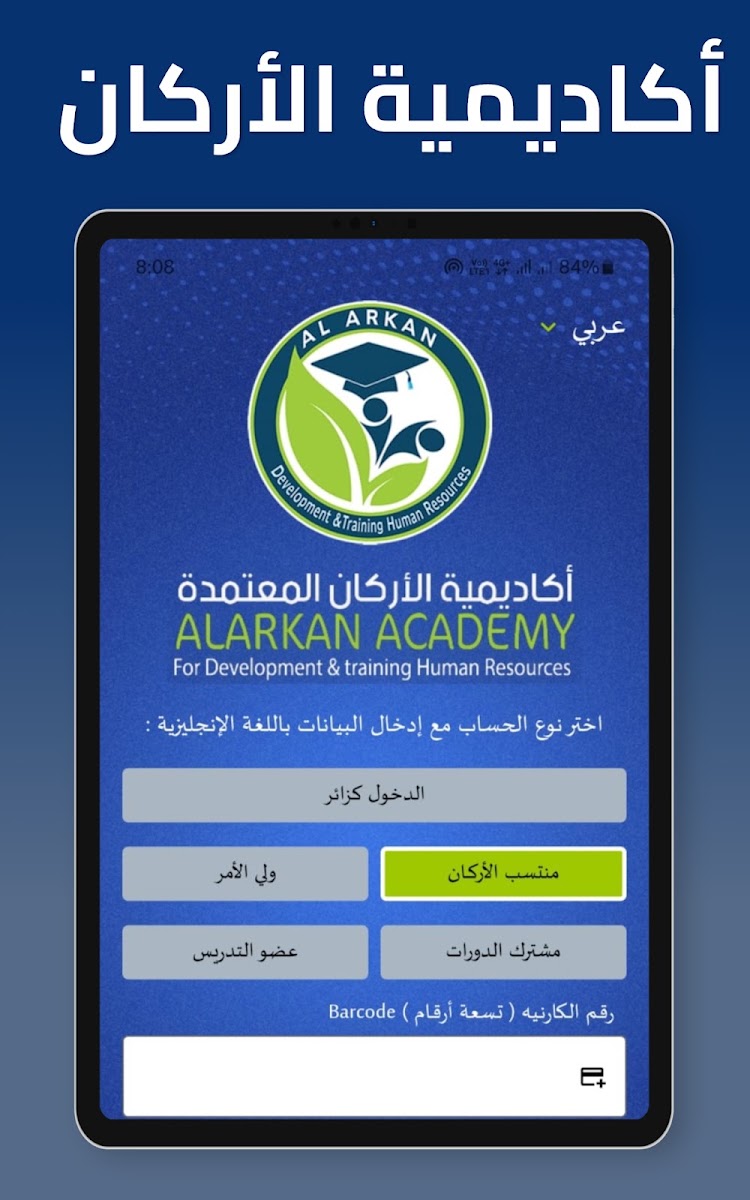 أكاديمية الأركان
8:08
84%
عربي
AL ARKAN
Development &Training Human Resources
أكاديمية الأركان المعتمدة
ALARKAN ACADEMY
For Development & training Human Resources
اختر نوع الحساب مع إدخال البيانات باللغة الإنجليزية :
الدخول كزائر
منتسب الأركان
ولي الأمر
مشترك الدورات
عضو التدريس
رقم الكارنيه ( تسعة أرقام ) Barcode